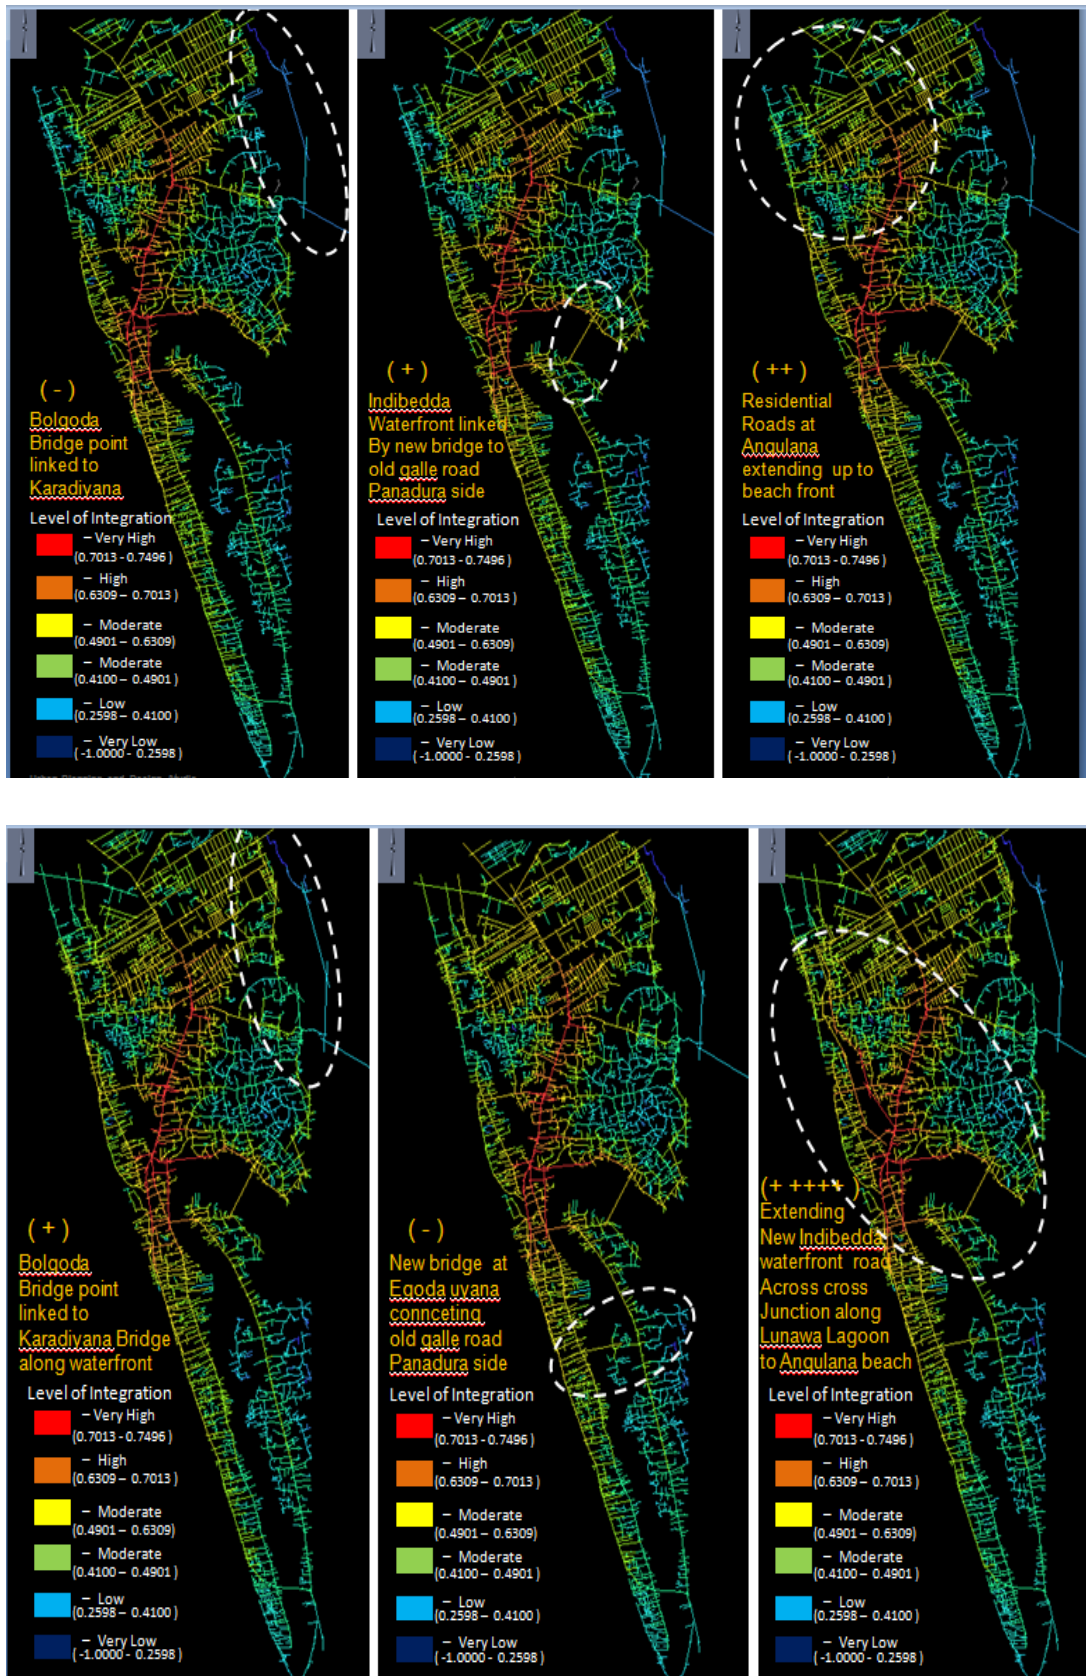 ( - )
Bolgoda
Bridge point
linked to
Karadiyana
Level of Integration
– Very High
(0.7013 - 0.7496 )
– High
(0.6309 – 0.7013 )
– Moderate
(0.4901 – 0.6309)
– Moderate
(0.4100 – 0.4901 )
– Low
(0.2598 – 0.4100 )
– Very Low
( -1.0000 - 0.2598 )
( + )
Indibedda
Waterfront linked
By new bridge to
old galle road
Panadura side
Level of Integration
– Very High
(0.7013 - 0.7496 )
– High
(0.6309 – 0.7013 )
– Moderate
(0.4901 – 0.6309)
– Moderate
(0.4100 – 0.4901 )
– Low
(0.2598 – 0.4100 )
– Very Low
( -1.0000 - 0.2598 )
( ++ )
Residential
Roads at
Angulana
extending up to
beach front
Level of Integration
– Very High
(0.7013 - 0.7496 )
– High
(0.6309 – 0.7013 )
– Moderate
(0.4901 – 0.6309)
– Moderate
(0.4100 – 0.4901 )
– Low
(0.2598 – 0.4100 )
– Very Low
( -1.0000 - 0.2598 )
( + )
Bolgoda
Bridge point
linked to
Karadiyana Bridge
along waterfront
Level of Integration
– Very High
(0.7013 - 0.7496 )
– High
(0.6309 – 0.7013 )
– Moderate
(0.4901 – 0.6309)
– Moderate
(0.4100 – 0.4901 )
– Low
(0.2598 – 0.4100 )
– Very Low
( -1.0000 - 0.2598 )
( - )
New bridge at
Egoda uyana
connceting
old galle road
Panadura side
Level of Integration
– Very High
(0.7013 - 0.7496 )
– High
(0.6309 – 0.7013 )
– Moderate
(0.4901 – 0.6309)
– Moderate
(0.4100 – 0.4901 )
– Low
(0.2598 – 0.4100 )
– Very Low
( -1.0000 - 0.2598 )
(+ ++++ )
Extending
New Indibedda
waterfront road
Across cross
Junction along
Lunawa Lagoon
to Angulana beach
Level of Integration
– Very High
(0.7013 - 0.7496 )
– High
(0.6309 – 0.7013 )
– Moderate
(0.4901 – 0.6309)
– Moderate
(0.4100 – 0.4901 )
– Low
(0.2598 – 0.4100 )
– Very Low
( -1.0000 - 0.2598 )